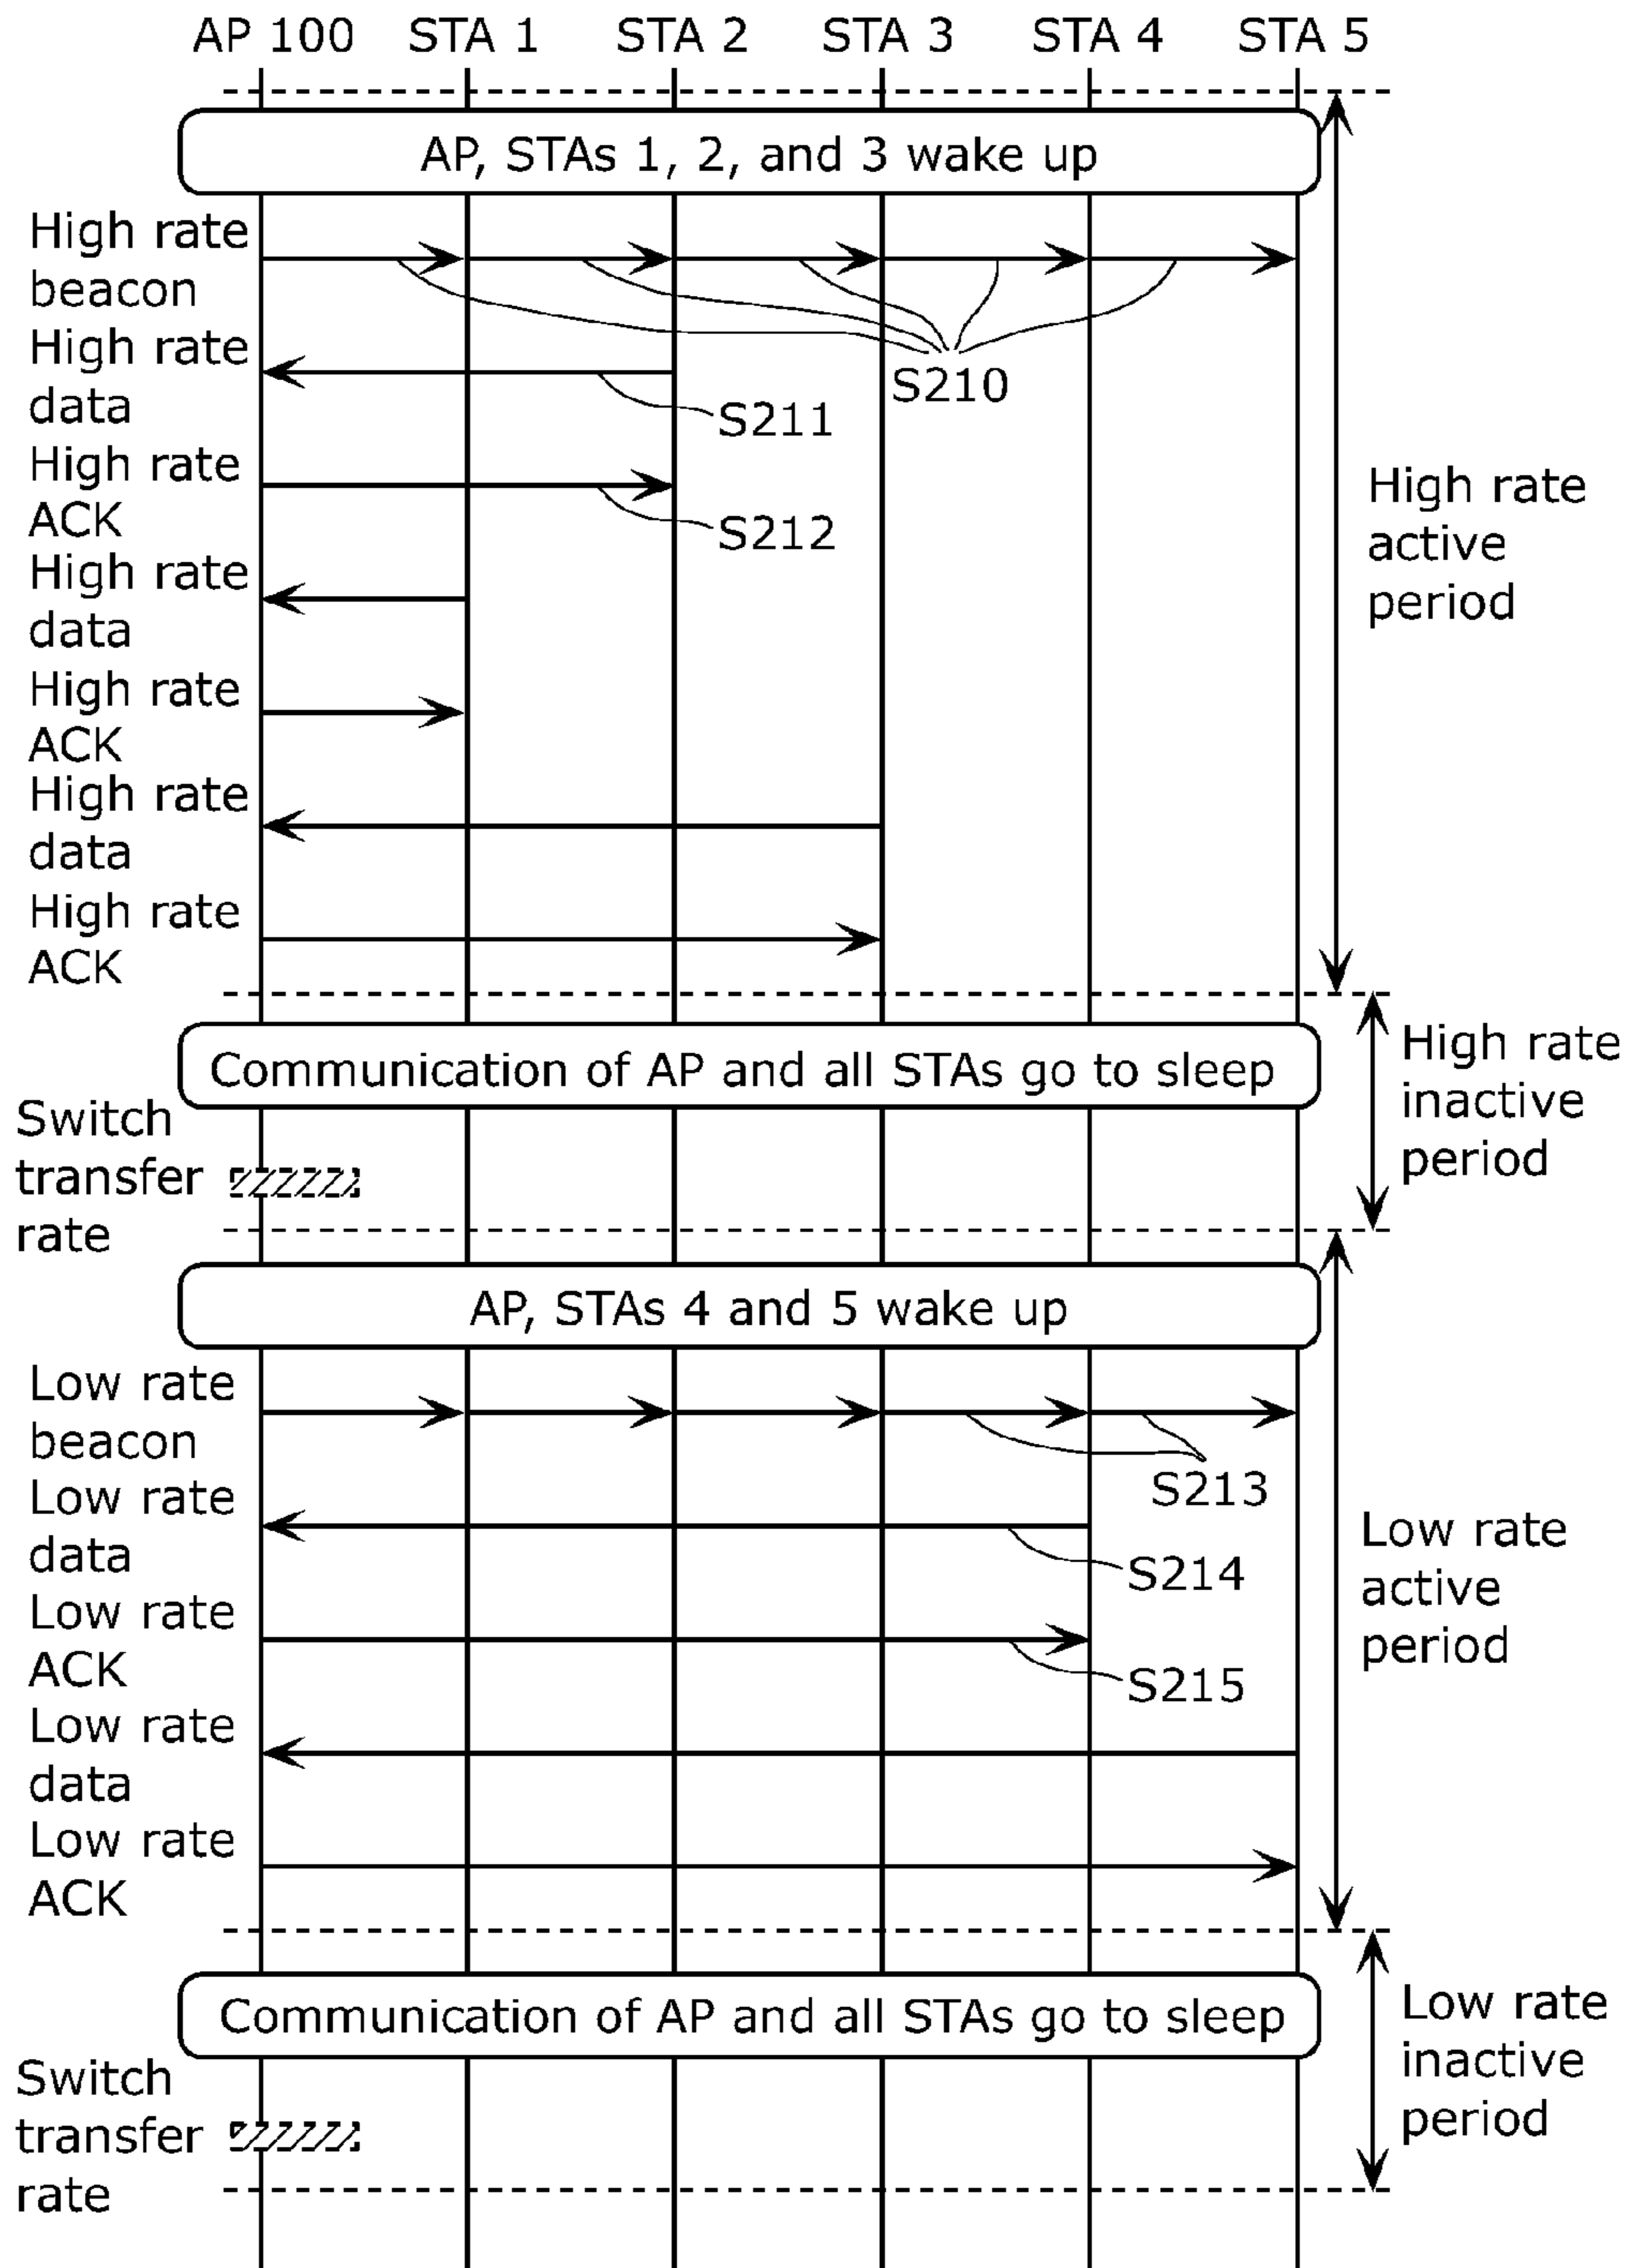 AP 100 STA 1 STA 2 STA 3 STA 4 STA 5
AP, STAs 1, 2, and 3 wake up
High rate
beacon
S210
High rate
data
S211
High rate
ACK
S212
High rate
data
High rate
ACK
High rate
data
High rate
ACK
High rate
active
period
Communication of AP and all STAs go to sleep
High rate
inactive
period
Switch
transfer
rate
AP, STAs 4 and 5 wake up
Low rate
beacon
S213
Low rate
data
S214
Low rate
ACK
S215
Low rate
data
Low rate
ACK
Low rate
active
period
Communication of AP and all STAs go to sleep
Low rate
inactive
period
Switch
transfer
rate